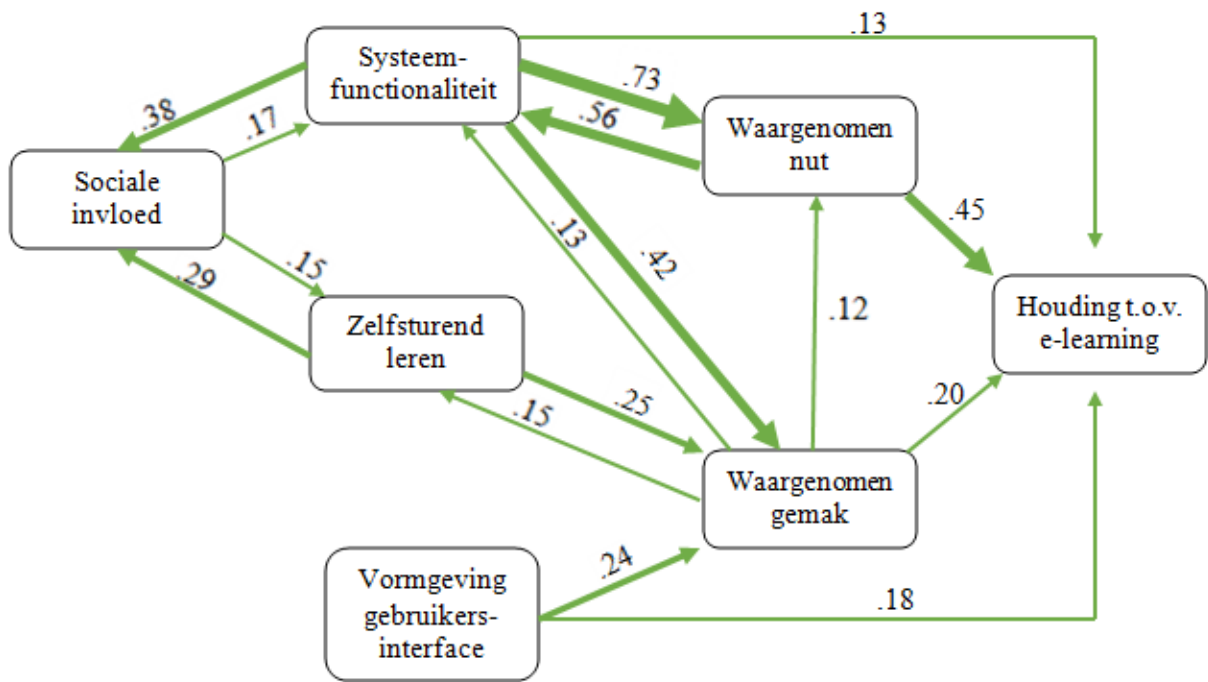 .13
Systeem-
functionaliteit
.73
.38
.17
.56
Waargenomen
nut
Sociale
invloed
.45
.13
.42
.15
.29
.12
Houding t.o.v.
e-learning
Zelfsturend
leren
.25
.15
.20
Waargenomen
gemak
.24
Vormgeving
gebruikers-
interface
.18